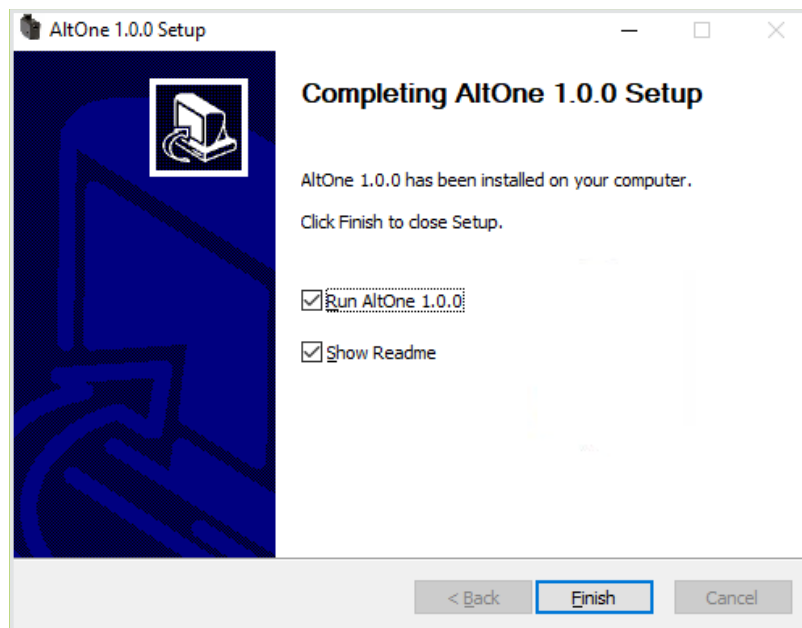 AltOne 1.0.0 Setup
Completing AltOne 1.0.0 Setup
AltOne 1.0.0 has been installed on your computer.
Click Finish to close Setup.
Run AltOne 1.0.0
Show Readme
< Back Finish Cancel